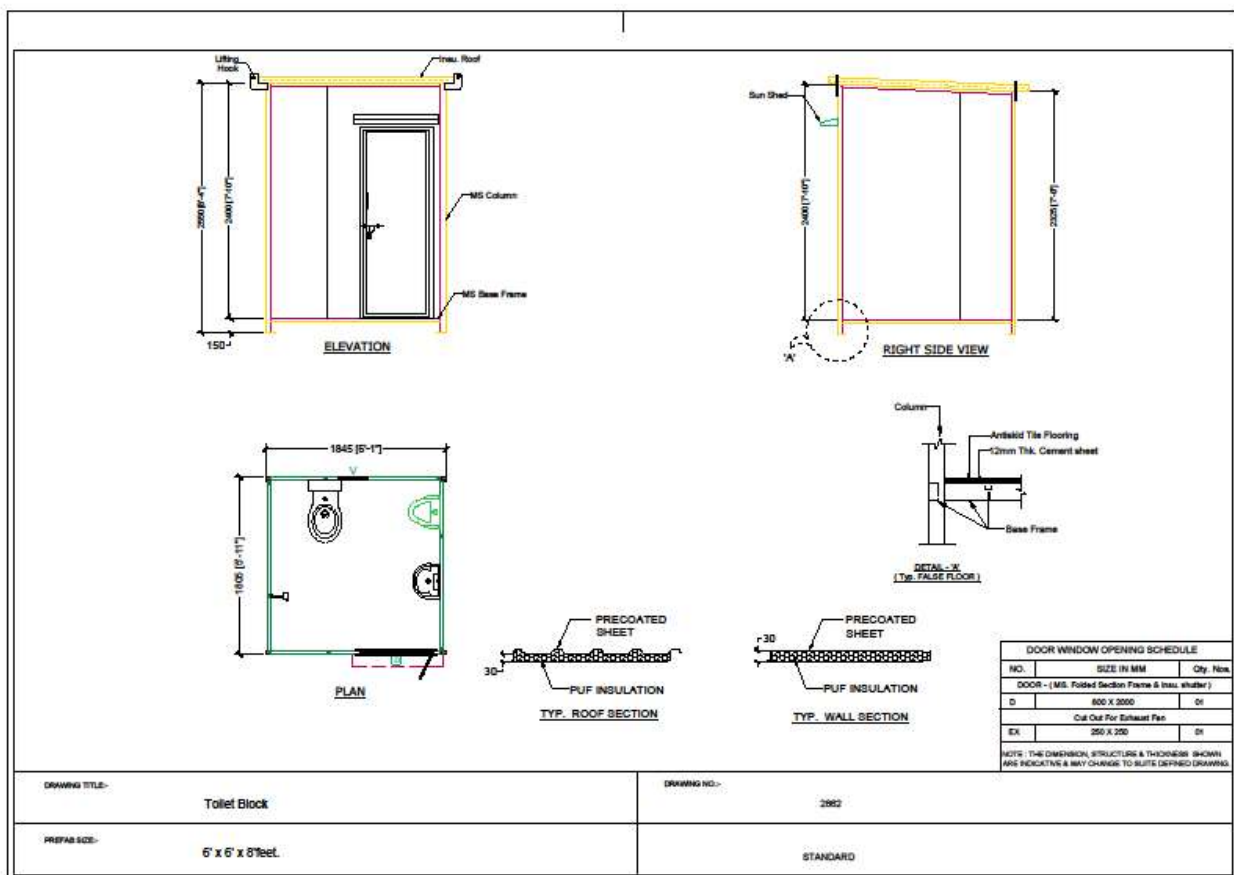 Lifting
Hook
Insu. Roof
2400 [7'-10"]
MS Column
MS Base Frame
150
ELEVATION
Sun Shed
2400 [7'-10"]
'A'
RIGHT SIDE VIEW
1845 [6'-1"]
V
1805 [5'-11"]
PLAN
Column
Antiskid Tile Flooring
12mm Thk. Cement sheet
Base Frame
DETAIL - 'A'
( Typ. FALSE FLOOR )
PRECOATED
SHEET
30
PUF INSULATION
TYP. ROOF SECTION
30
PRECOATED
SHEET
PUF INSULATION
TYP. WALL SECTION
DOOR WINDOW OPENING SCHEDULE
NO. SIZE IN MM Qty. Nos.
DOOR - ( MS. Folded Section Frame & Insu. shutter )
D 800 X 2000 01
Cut Out For Exhaust Fan
EX 250 X 250 01
NOTE : THE DIMENSION, STRUCTURE & THICKNESS SHOWN
ARE INDICATIVE & MAY CHANGE TO SUITE DEFINED DRAWING.
DRAWING TITLE:-
Toilet Block
DRAWING NO.:-
2862
PREFAB SIZE:-
6' x 6' x 8'feet.
STANDARD